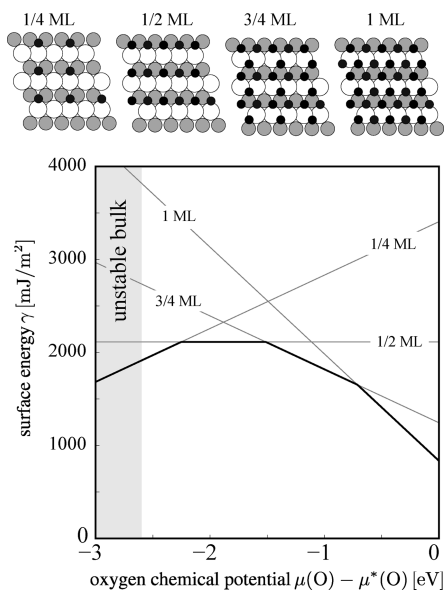 1/4 ML 1/2 ML 3/4 ML 1 ML
4000
3000
2000
1000
0
surface energy γ [mJ/m²]
unstable bulk
1 ML
1/4 ML
3/4 ML
1/2 ML
−3 −2 −1 0
oxygen chemical potential μ(O) − μ*(O) [eV]